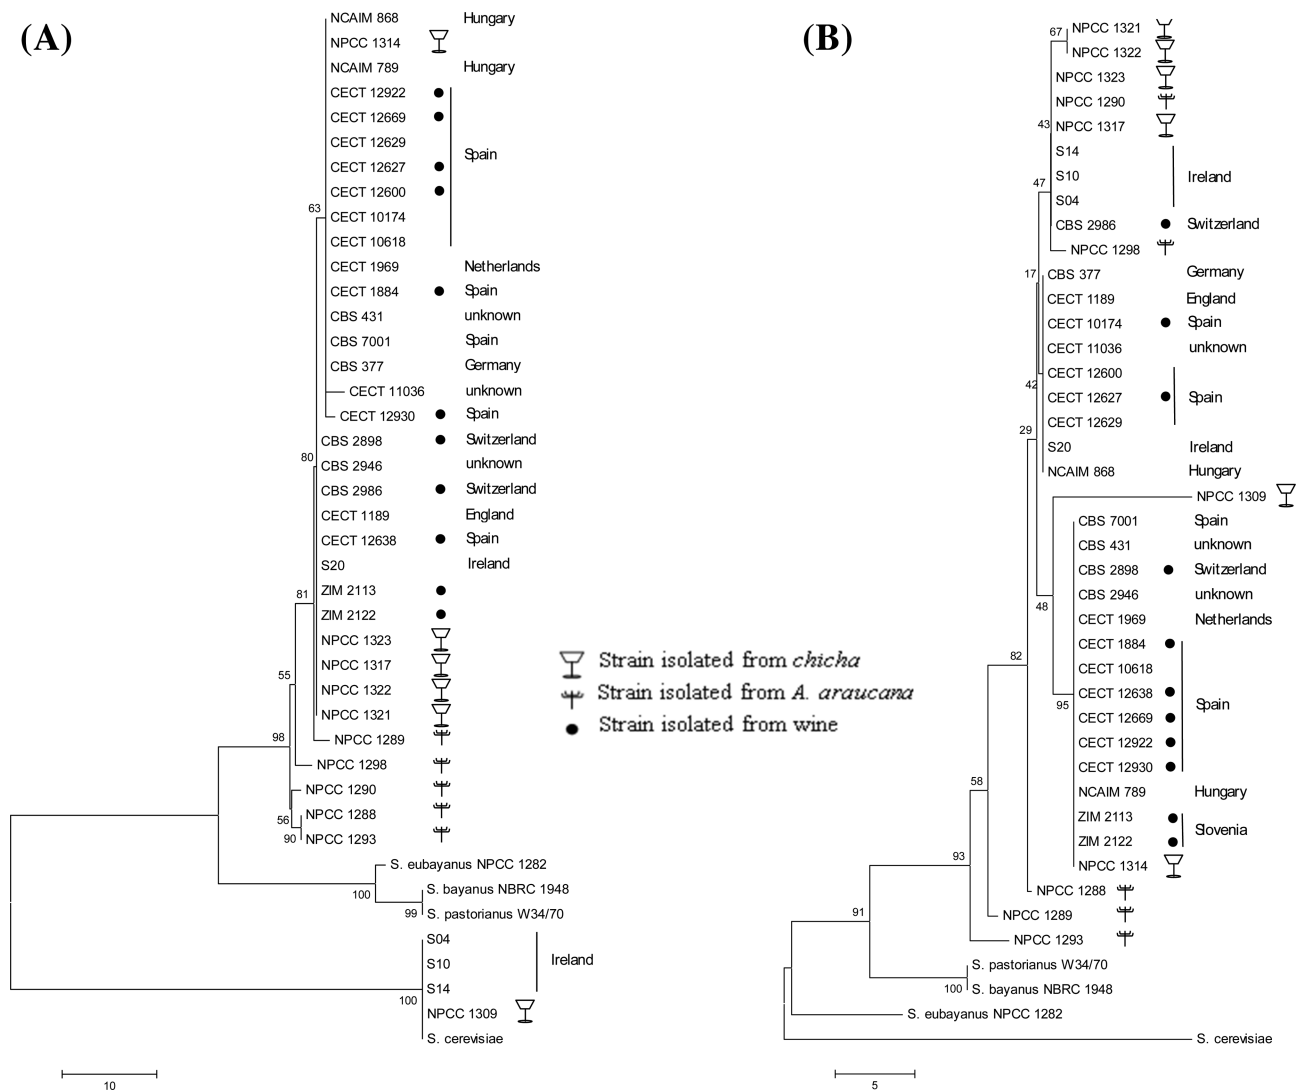 (A)
NCAIM 868 Hungary
NPCC 1314
NCAIM 789 Hungary
CECT 12922
CECT 12669
CECT 12629
Spain
CECT 12627
CECT 12600
CECT 10174
63
CECT 10618
CECT 1969 Netherlands
CECT 1884 Spain
CBS 431 unknown
CBS 7001 Spain
CBS 377 Germany
CECT 11036 unknown
CECT 12930 Spain
CBS 2898 Switzerland
80
CBS 2946 unknown
CBS 2986 Switzerland
CECT 1189 England
CECT 12638 Spain
S20 Ireland
ZIM 2113
81
ZIM 2122
NPCC 1323
NPCC 1317
55
NPCC 1322
NPCC 1321
98
NPCC 1289
NPCC 1298
NPCC 1290
NPCC 1288
56
90
NPCC 1293
S. eubayanus NPCC 1282
100
S. bayanus NBRC 1948
99
S. pastorianus W34/70
S04
Ireland
S10
S14
100
NPCC 1309
S. cerevisiae
10
Strain isolated from chicha
Strain isolated from A. araucana
Strain isolated from wine
(B)
67
NPCC 1321
NPCC 1322
NPCC 1323
NPCC 1290
43
NPCC 1317
S14
S10 Ireland
47
S04
CBS 2986 Switzerland
NPCC 1298
17
CBS 377 Germany
CECT 1189 England
CECT 10174 Spain
CECT 11036 unknown
CECT 12600
42
CECT 12627 Spain
CECT 12629
29
S20 Ireland
NCAIM 868 Hungary
NPCC 1309
CBS 7001 Spain
CBS 431 unknown
CBS 2898 Switzerland
CBS 2946 unknown
48
CECT 1969 Netherlands
CECT 1884
82
CECT 10618
CECT 12638
95
Spain
CECT 12669
CECT 12922
CECT 12930
58
NCAIM 789 Hungary
ZIM 2113
Slovenia
ZIM 2122
93
NPCC 1314
NPCC 1288
91
NPCC 1289
NPCC 1293
S. pastorianus W34/70
100
S. bayanus NBRC 1948
S. eubayanus NPCC 1282
S. cerevisiae
5